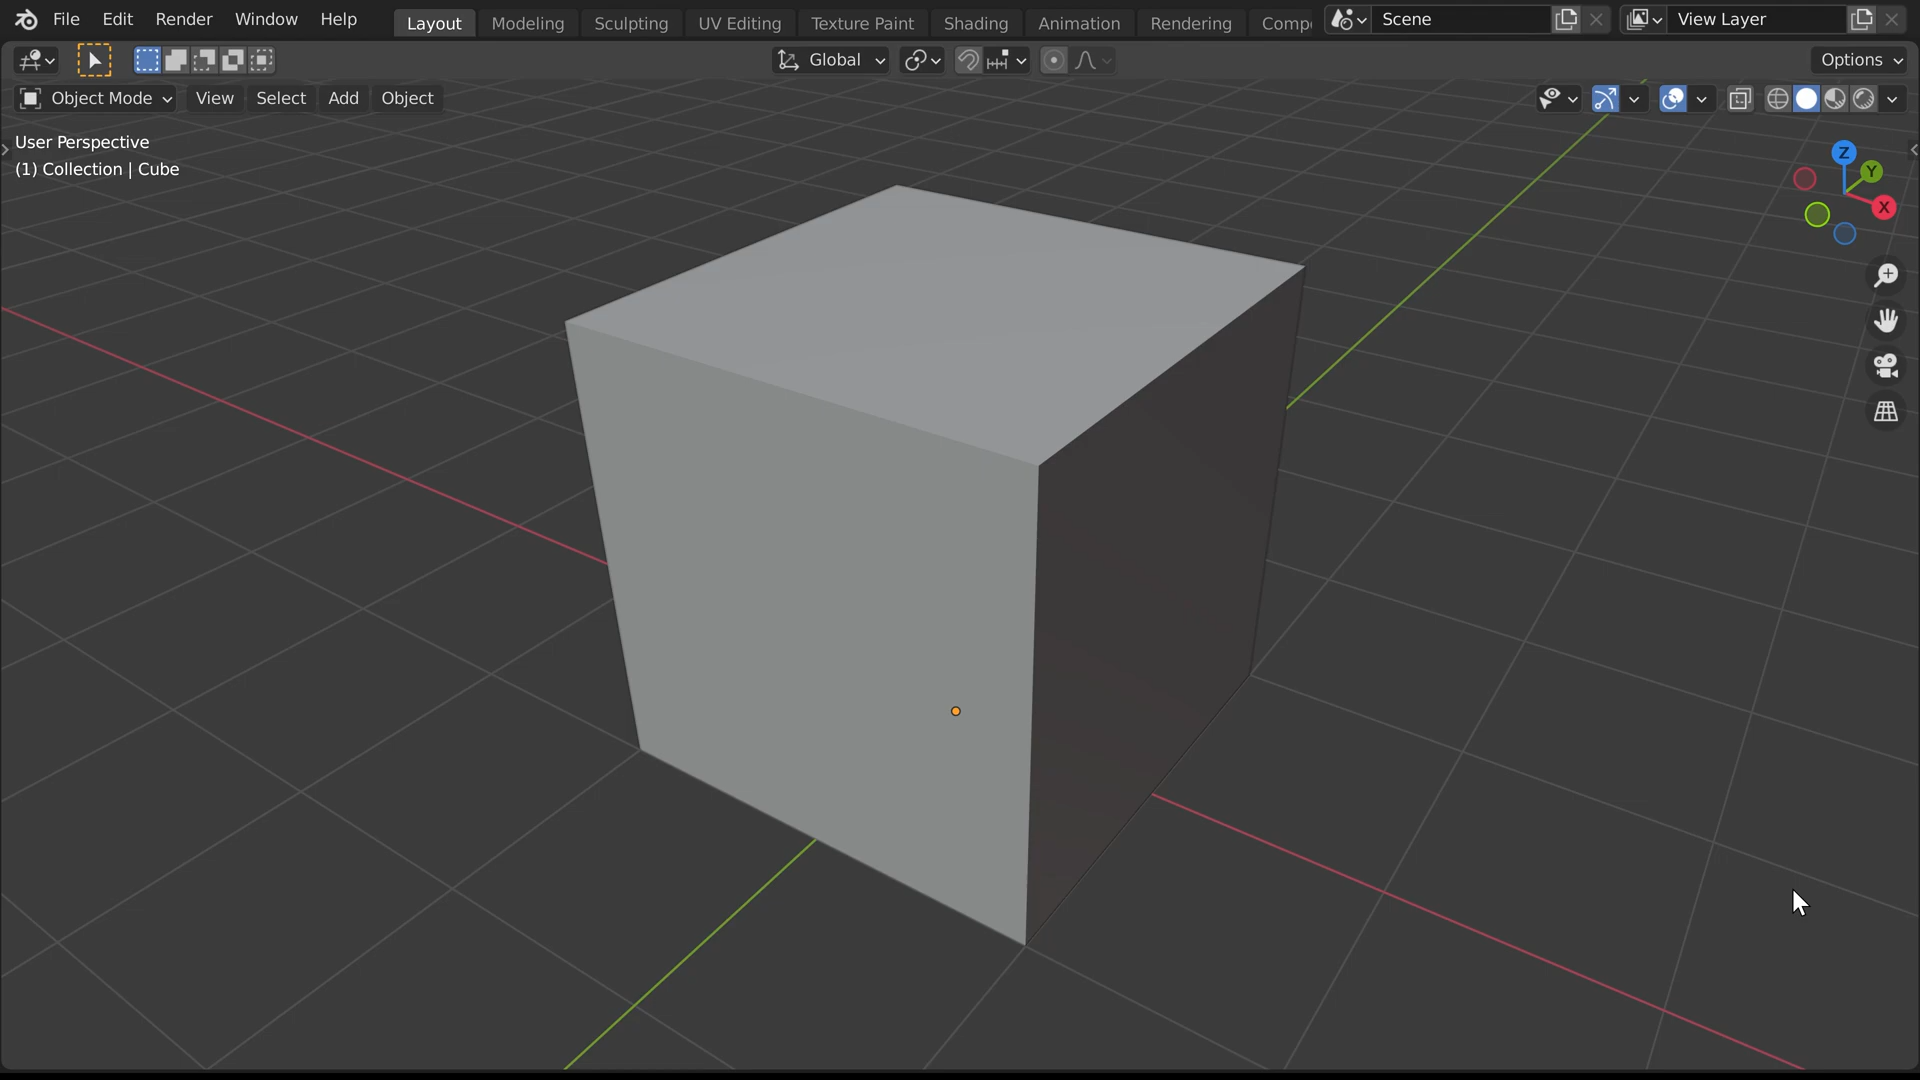 File Edit Render Window Help Layout Modeling Sculpting UV Editing Texture Paint Shading Animation Rendering Scene View Layer
Global Options
Object Mode View Select Add Object
User Perspective
(1) Collection | Cube
Z
Y
X